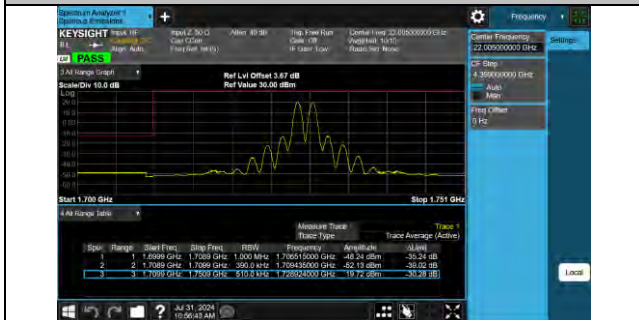 Spectrum Analyzer 1
Spurious Emissions
Frequency
KEYSIGHT Input: RF Input Z: 50 Ω Atten: 40 dB Trig: Free Run Center Freq: 22.005000000 GHz
RL Align: Auto Freq Ref: Int (S) IF Gain: Low Radio Std: None
PASS
Center Frequency
22.005000000 GHz
Settings
CF Step
4.399000000 GHz
Auto
Man
Freq Offset
0 Hz
3 All Range Graph
Ref Lvl Offset 3.67 dB
Scale/Div 10.0 dB
Ref Value 30.00 dBm
Log
Start 1.700 GHz
Stop 1.751 GHz
4 All Range Table
Measure Trace Trace 1
Trace Type Trace Average (Active)
Spur Range Start Freq Stop Freq RBW Frequency Amplitude ΔLimit
1 1 1.6999 GHz 1.7089 GHz 1.000 MHz 1.706515000 GHz -48.24 dBm -35.24 dB
2 2 1.7089 GHz 1.7099 GHz 390.0 kHz 1.709435000 GHz -52.13 dBm -39.02 dB
3 3 1.7099 GHz 1.7509 GHz 510.0 kHz 1.728924000 GHz 19.72 dBm -30.28 dB
Local
Jul 31, 2024
10:56:43 AM